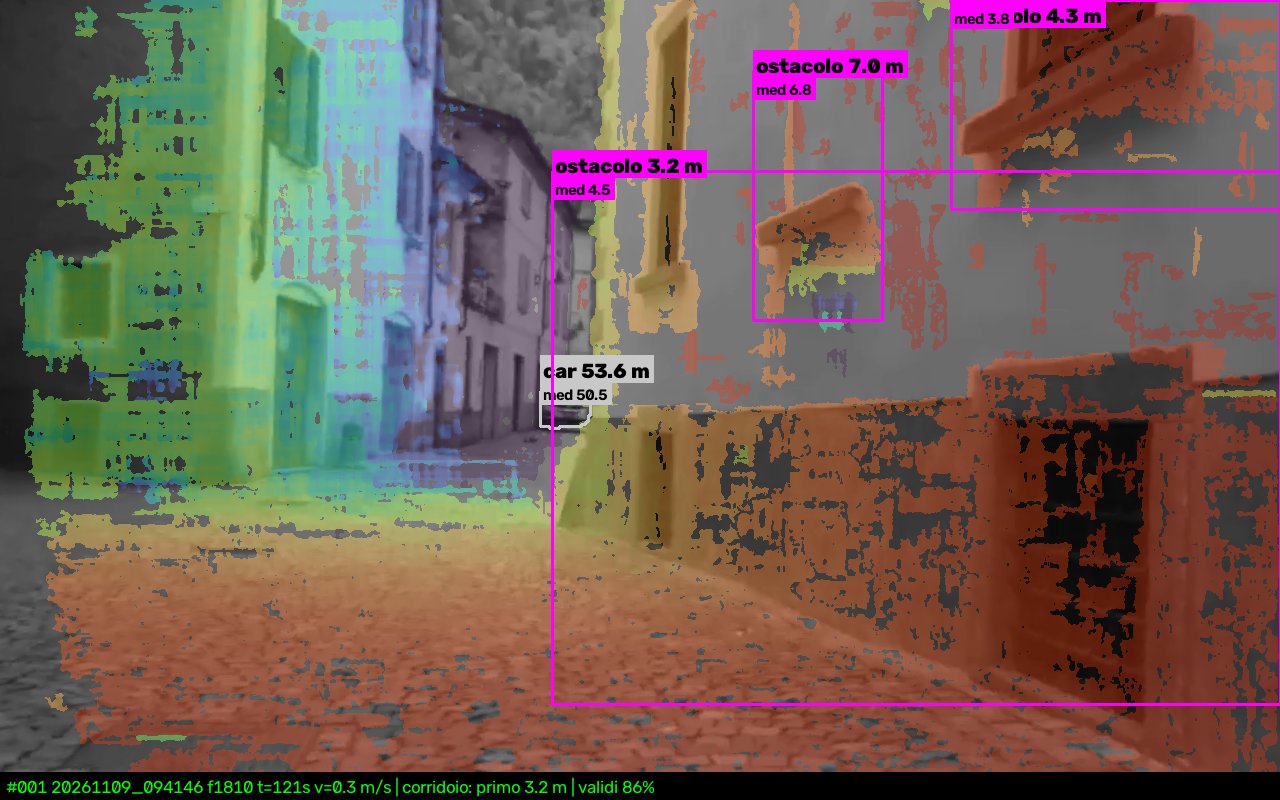 med 3.8 olo 4.3 m
ostacolo 7.0 m
med 6.8
ostacolo 3.2 m
med 4.5
car 53.6 m
med 50.5
#001 20261109_094146 f1810 t=121s v=0.3 m/s | corridoio: primo 3.2 m | validi 86%